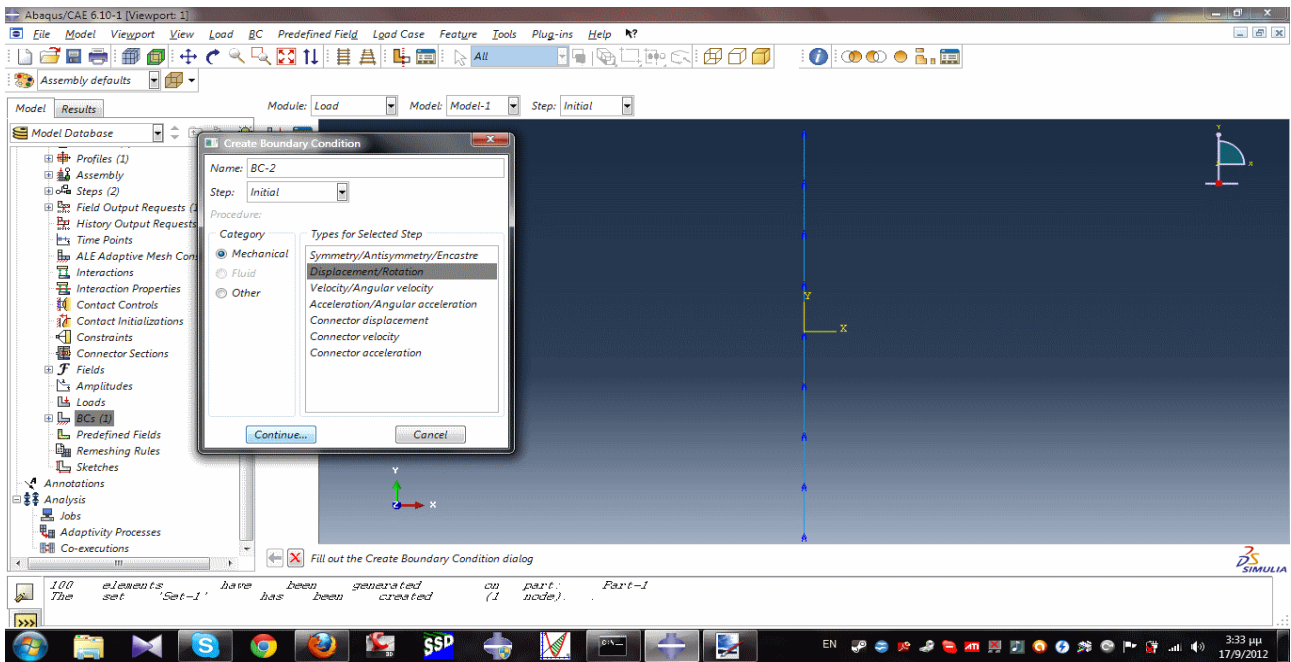 Abaqus/CAE 6.10-1 [Viewport: 1]
File Model Viewport View Load BC Predefined Field Load Case Feature Tools Plug-ins Help
All
Assembly defaults
Model Results
Module: Load Model: Model-1 Step: Initial
Model Database
Profiles (1)
Assembly
Steps (2)
Field Output Requests (1
History Output Requests
Time Points
ALE Adaptive Mesh Con
Interactions
Interaction Properties
Contact Controls
Contact Initializations
Constraints
Connector Sections
Fields
Amplitudes
Loads
BCs (1)
Predefined Fields
Remeshing Rules
Sketches
Annotations
Analysis
Jobs
Adaptivity Processes
Co-executions
Create Boundary Condition
Name: BC-2
Step: Initial
Procedure:
Category
Mechanical
Fluid
Other
Types for Selected Step
Symmetry/Antisymmetry/Encastre
Displacement/Rotation
Velocity/Angular velocity
Acceleration/Angular acceleration
Connector displacement
Connector velocity
Connector acceleration
Continue... Cancel
Y
X
Y
X
Z
Y
X
Fill out the Create Boundary Condition dialog
SIMULIA
100 elements have been generated on part: Part-1
The set 'Set-1' has been created (1 node). .
>>>
SSP
EN
3:33 μμ
17/9/2012